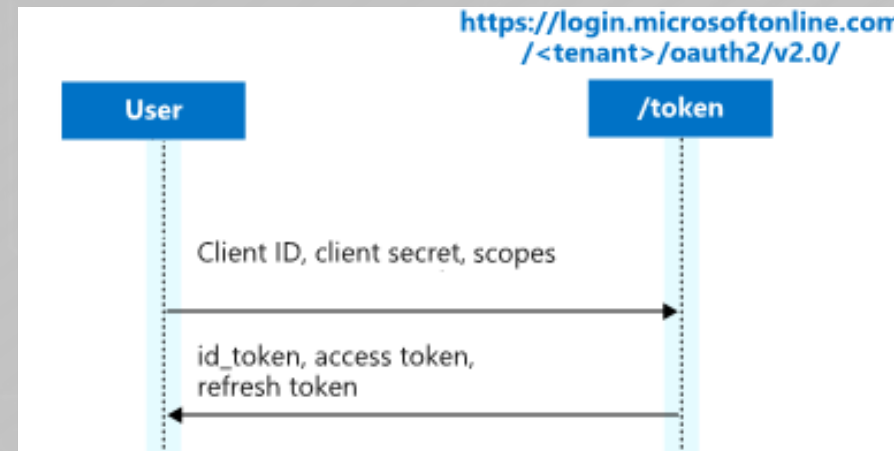 https://login.microsoftonline.com
/<tenant>/oauth2/v2.0/
User
/token
Client ID, client secret, scopes
id_token, access token,
refresh token